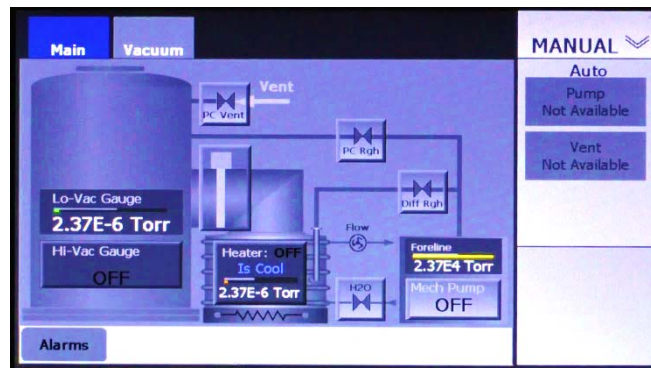 Main
Vacuum
MANUAL
Auto
Pump
Not Available
Vent
Not Available
Vent
PC Vent
PC Rgh
Diff Rgh
Lo-Vac Gauge
2.37E-6 Torr
Hi-Vac Gauge
OFF
Heater: OFF
Is Cool
2.37E-6 Torr
Flow
H2O
Foreline
2.37E4 Torr
Mech Pump
OFF
Alarms